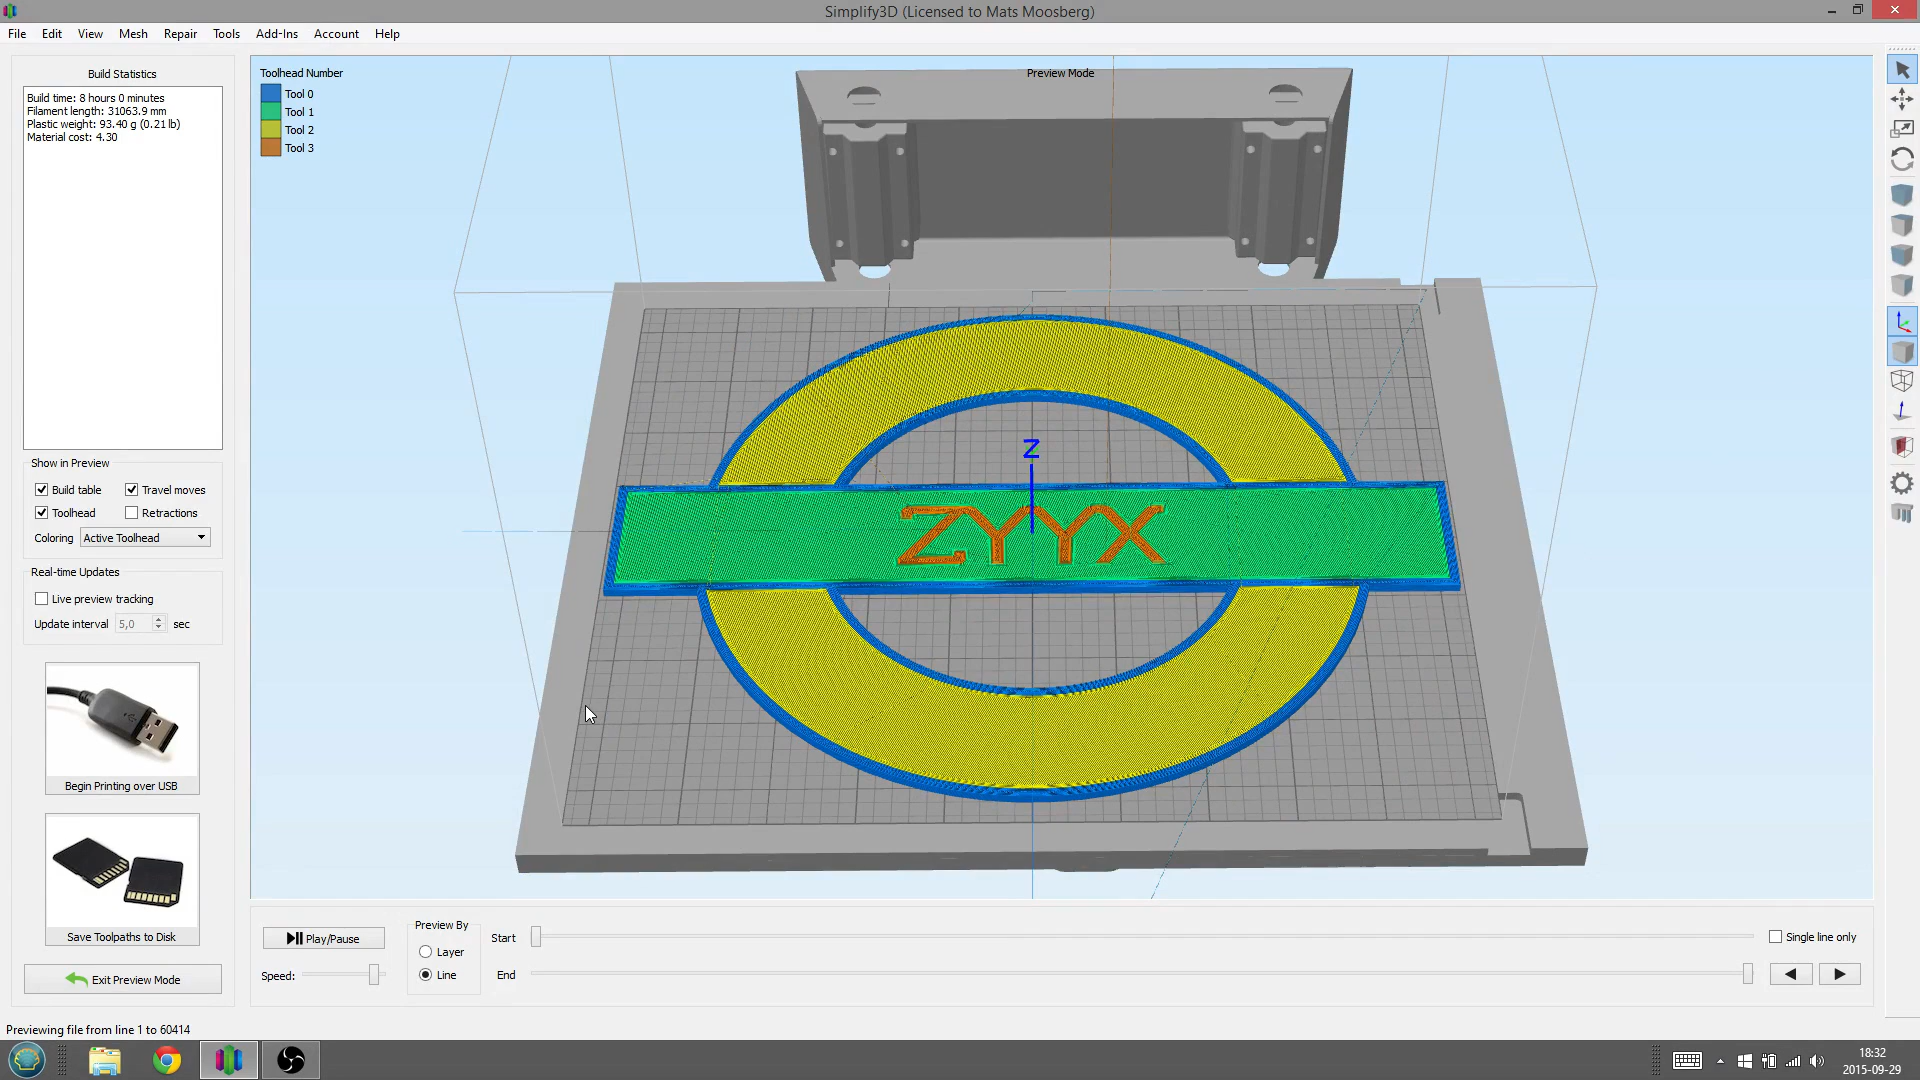 Simplify3D (Licensed to Mats Moosberg)
File Edit View Mesh Repair Tools Add-Ins Account Help
Build Statistics
Build time: 8 hours 0 minutes
Filament length: 31063.9 mm
Plastic weight: 93.40 g (0.21 lb)
Material cost: 4.30
Show in Preview
Build table Travel moves
Toolhead Retractions
Coloring Active Toolhead
Real-time Updates
Live preview tracking
Update interval 5,0 sec
Begin Printing over USB
Save Toolpaths to Disk
Exit Preview Mode
Toolhead Number
Tool 0
Tool 1
Tool 2
Tool 3
Preview Mode
Z
ZYYX
Play/Pause
Speed:
Preview By
Layer
Line
Start
End
Single line only
Previewing file from line 1 to 60414
18:32
2015-09-29